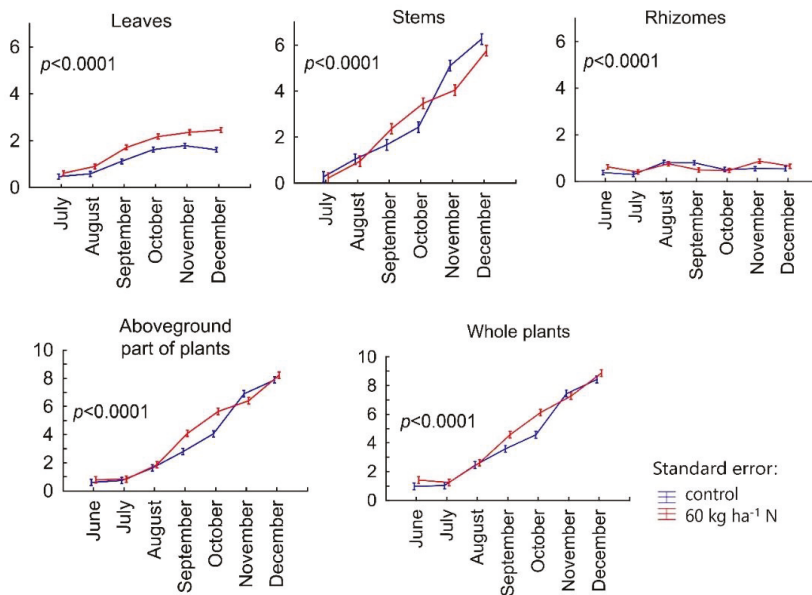 Leaves
6
4
2
0
p<0.0001
July
August
September
October
November
December
Stems
6
4
2
0
p<0.0001
July
August
September
October
November
December
Rhizomes
6
4
2
0
p<0.0001
June
July
August
September
October
November
December
Aboveground
part of plants
10
8
6
4
2
0
p<0.0001
June
July
August
September
October
November
December
Whole plants
10
8
6
4
2
0
p<0.0001
June
July
August
September
October
November
December
Standard error:
control
60 kg ha⁻¹ N